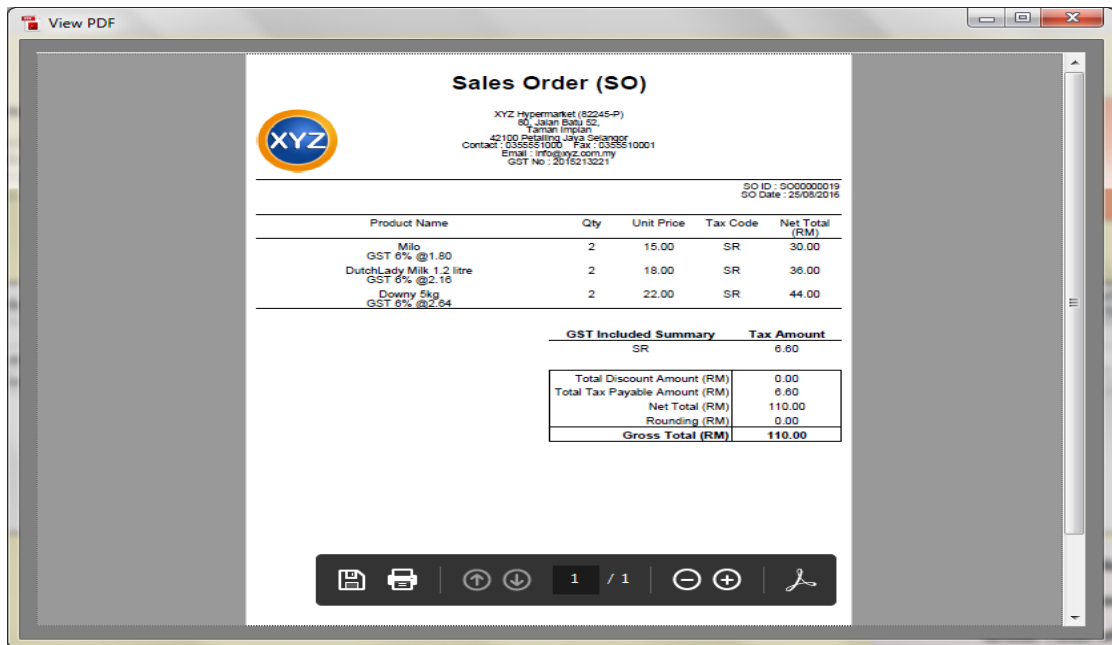 View PDF
Sales Order (SO)
XYZ
XYZ Hypermarket (82245-P)
80, Jalan Batu 52,
Taman Impian
42100 Petaling Jaya Selangor
Contact : 0355551000 Fax : 0355510001
Email : info@xyz.com.my
GST No : 2015213221
SO ID : SO00000019
SO Date : 25/08/2016
Product Name Qty Unit Price Tax Code Net Total
(RM)
Milo 2 15.00 SR 30.00
GST 6% @1.80
DutchLady Milk 1.2 litre 2 18.00 SR 36.00
GST 6% @2.16
Downy 5kg 2 22.00 SR 44.00
GST 6% @2.64
GST Included Summary Tax Amount
SR 6.60
Total Discount Amount (RM) 0.00
Total Tax Payable Amount (RM) 6.60
Net Total (RM) 110.00
Rounding (RM) 0.00
Gross Total (RM) 110.00
1 / 1